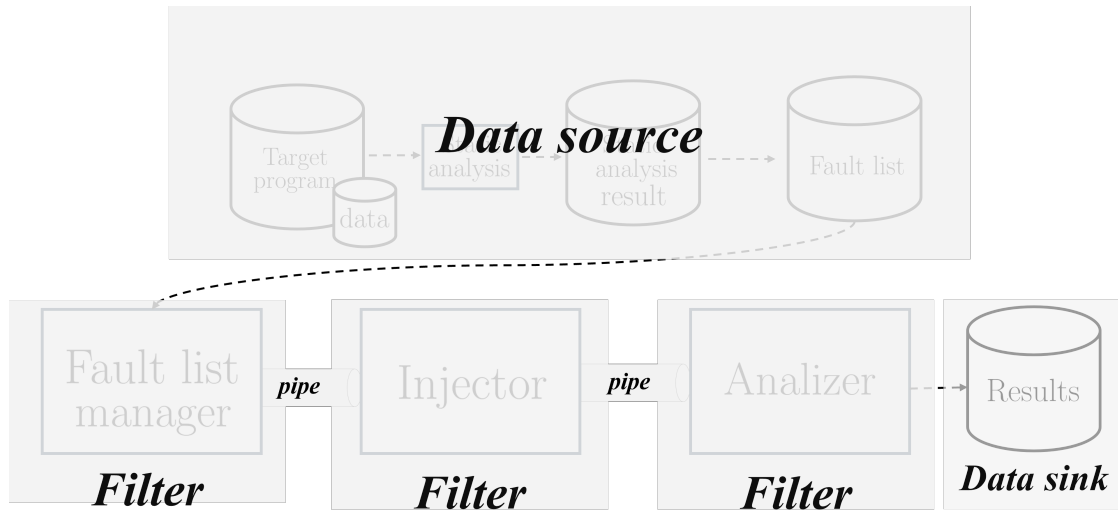 Data source
Target
program
data
analysis
analysis
result
Fault list
Fault list
manager
pipe
Injector
pipe
Analizer
Results
Filter
Filter
Filter
Data sink